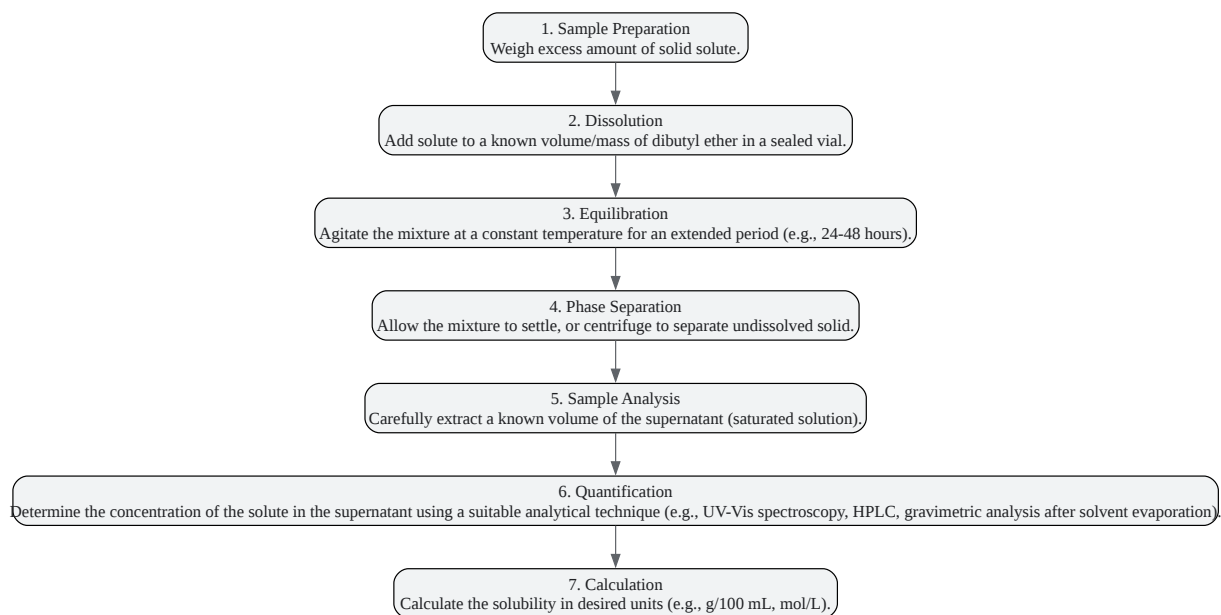 1. Sample Preparation
Weigh excess amount of solid solute.
2. Dissolution
Add solute to a known volume/mass of dibutyl ether in a sealed vial.
3. Equilibration
Agitate the mixture at a constant temperature for an extended period (e.g., 24-48 hours).
4. Phase Separation
Allow the mixture to settle, or centrifuge to separate undissolved solid.
5. Sample Analysis
Carefully extract a known volume of the supernatant (saturated solution).
6. Quantification
Determine the concentration of the solute in the supernatant using a suitable analytical technique (e.g., UV-Vis spectroscopy, HPLC, gravimetric analysis after solvent evaporation).
7. Calculation
Calculate the solubility in desired units (e.g., g/100 mL, mol/L).